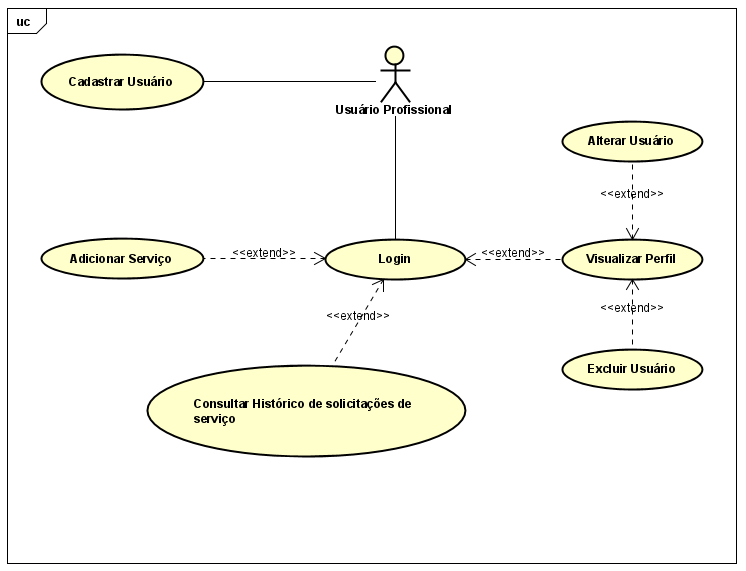 uc
Cadastrar Usuário
Usuário Profissional
Alterar Usuário
<<extend>>
Adicionar Serviço
<<extend>>
Login
<<extend>>
Visualizar Perfil
<<extend>>
<<extend>>
Excluir Usuário
Consultar Histórico de solicitações de
serviço